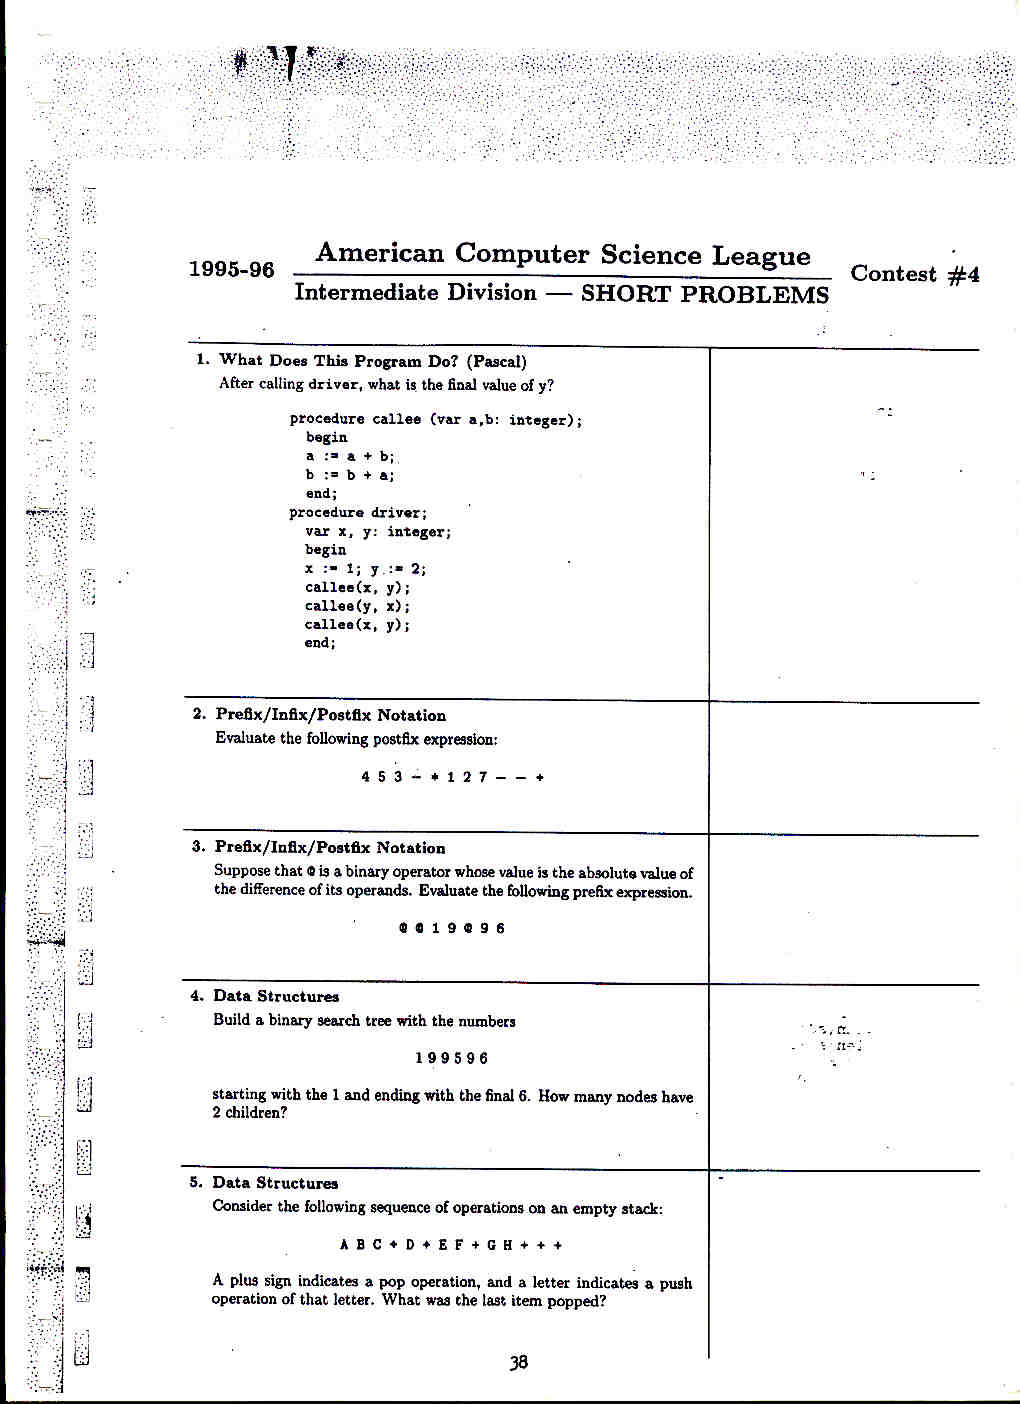 1995-96
American Computer Science League
Contest #4
Intermediate Division — SHORT PROBLEMS
1. What Does This Program Do? (Pascal)
After calling driver, what is the final value of y?
procedure callee (var a,b: integer);
begin
a := a + b;
b := b + a;
end;
procedure driver;
var x, y: integer;
begin
x := 1; y := 2;
callee(x, y);
callee(y, x);
callee(x, y);
end;
2. Prefix/Infix/Postfix Notation
Evaluate the following postfix expression:
4 5 3 − * 1 2 7 − − +
3. Prefix/Infix/Postfix Notation
Suppose that @ is a binary operator whose value is the absolute value of
the difference of its operands. Evaluate the following prefix expression.
@ @ 1 9 @ 9 6
4. Data Structures
Build a binary search tree with the numbers
1 9 9 5 9 6
starting with the 1 and ending with the final 6. How many nodes have
2 children?
5. Data Structures
Consider the following sequence of operations on an empty stack:
A B C + D + E F + G H + + +
A plus sign indicates a pop operation, and a letter indicates a push
operation of that letter. What was the last item popped?
38